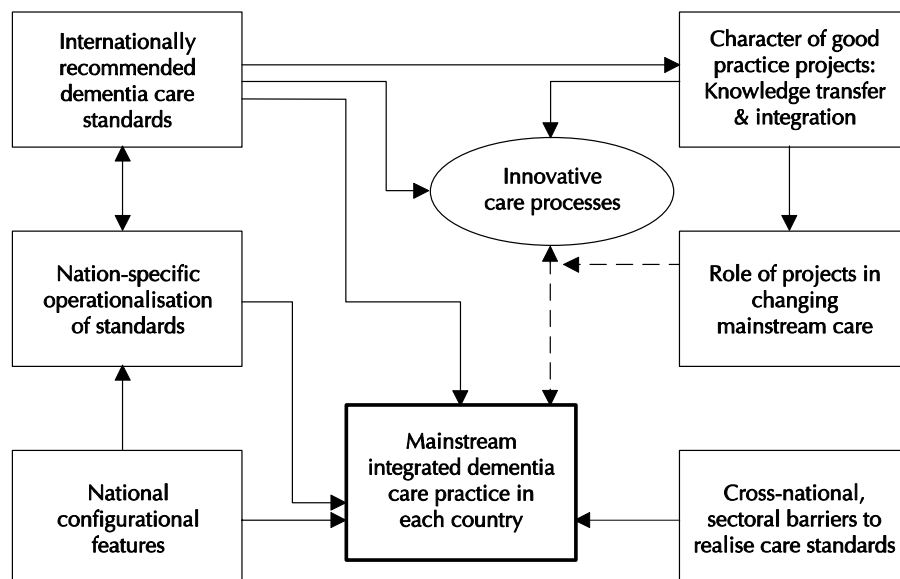 Internationally
recommended
dementia care
standards
Character of good
practice projects:
Knowledge transfer
& integration
Innovative
care processes
Nation-specific
operationalisation
of standards
Role of projects in
changing
mainstream care
National
configurational
features
Mainstream
integrated dementia
care practice in
each country
Cross-national,
sectoral barriers to
realise care standards